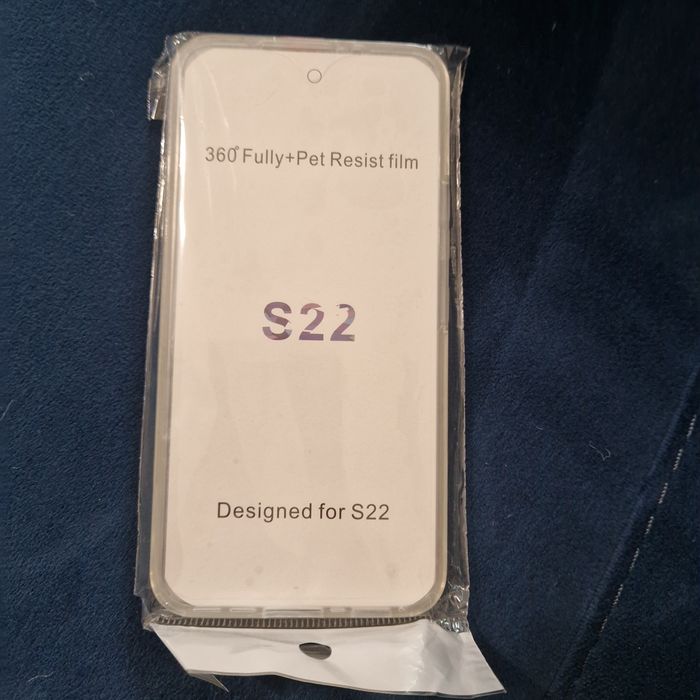 360° Fully+Pet Resist film
S22
Designed for S22